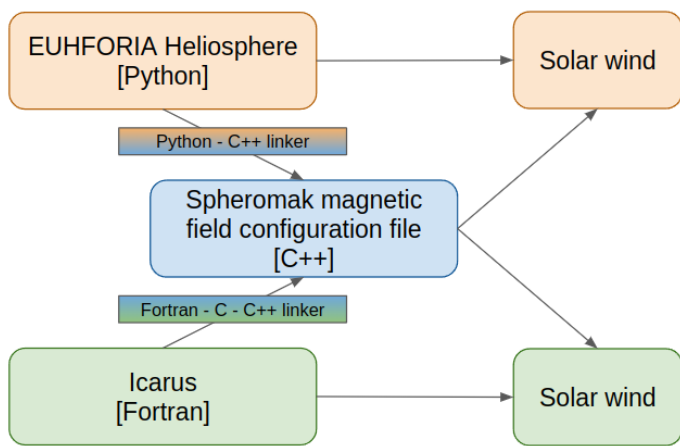 EUHFORIA Heliosphere
[Python]
Solar wind
Python - C++ linker
Spheromak magnetic
field configuration file
[C++]
Fortran - C - C++ linker
Icarus
[Fortran]
Solar wind